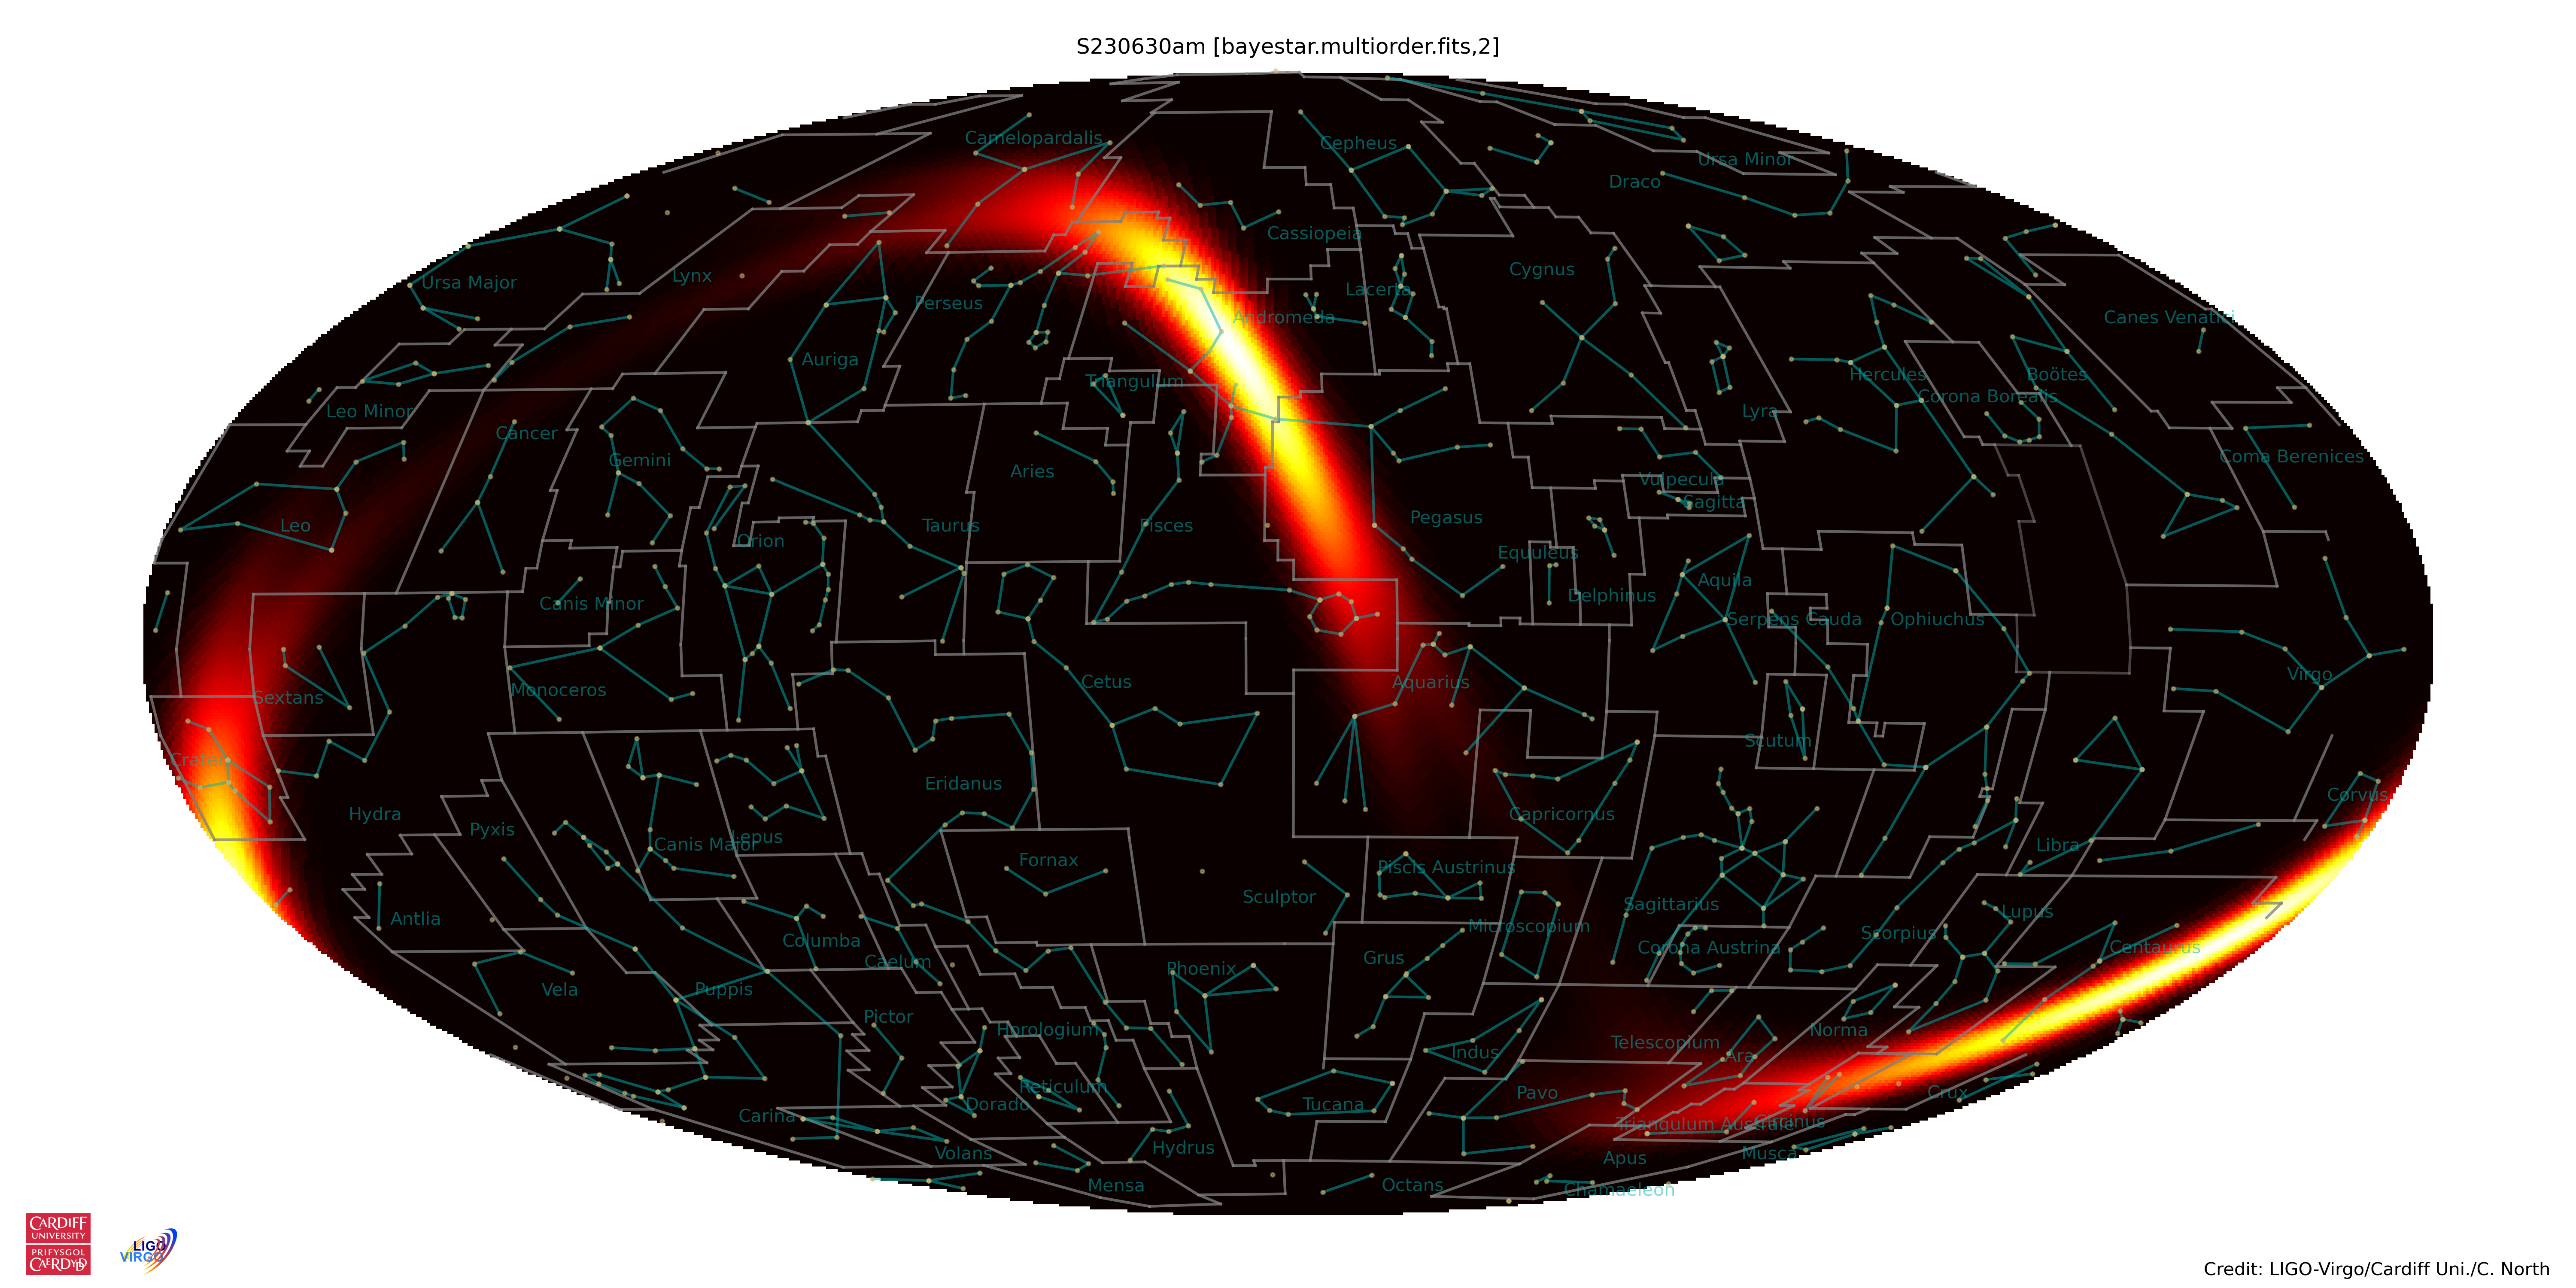 S230630am [bayestar.multiorder.fits,2]
Camelopardalis
Cepheus
Ursa Minor
Draco
Cassiopeia
Cygnus
Lynx
Ursa Major
Lacerta
Perseus
Andromeda
Canes Venatici
Auriga
Hercules
Boötes
Triangulum
Corona Borealis
Leo Minor
Lyra
Cancer
Coma Berenices
Gemini
Aries
Vulpecula
Sagitta
Pegasus
Leo
Taurus
Pisces
Orion
Equuleus
Aquila
Delphinus
Canis Minor
Serpens Cauda
Ophiuchus
Virgo
Cetus
Aquarius
Monoceros
Sextans
Scutum
Crater
Eridanus
Corvus
Hydra
Capricornus
Pyxis
Lepus
Canis Major
Libra
Fornax
Piscis Austrinus
Sculptor
Sagittarius
Lupus
Antlia
Microscopium
Scorpius
Columba
Corona Austrina
Centaurus
Grus
Caelum
Phoenix
Vela
Puppis
Pictor
Horologium
Norma
Telescopium
Indus
Ara
Reticulum
Pavo
Crux
Dorado
Tucana
Carina
Triangulum Australe
Circinus
Hydrus
Volans
Musca
Apus
Mensa
Octans
Chamaeleon
CARDIFF
UNIVERSITY
PRIFYSGOL
CAERDYDD
LIGO
VIRGO
Credit: LIGO-Virgo/Cardiff Uni./C. North